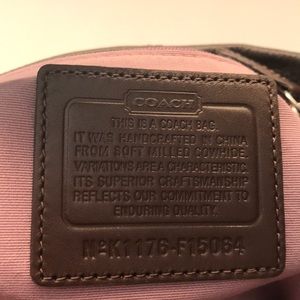 COACH
THIS IS A COACH BAG.
IT WAS HANDCRAFTED IN CHINA
FROM SOFT MILLED COWHIDE.
VARIATIONS ARE A CHARACTERISTIC.
ITS SUPERIOR CRAFTSMANSHIP
REFLECTS OUR COMMITMENT TO
ENDURING QUALITY.
Nº K1176-F15064